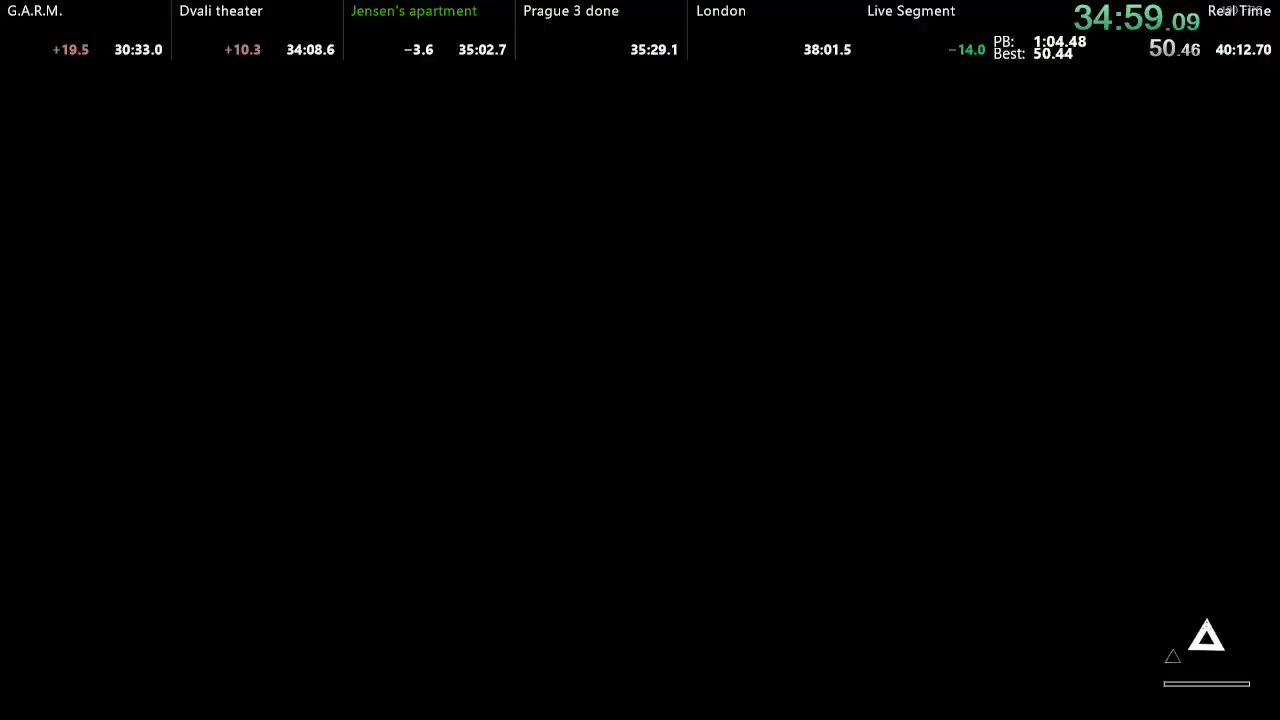 G.A.R.M.
+19.5 30:33.0
Dvali theater
+10.3 34:08.6
Jensen's apartment
−3.6 35:02.7
Prague 3 done
35:29.1
London
38:01.5
Live Segment
−14.0
PB: 1:04.48
Best: 50.44
34:59.09
50.46
Real Time
40:12.70